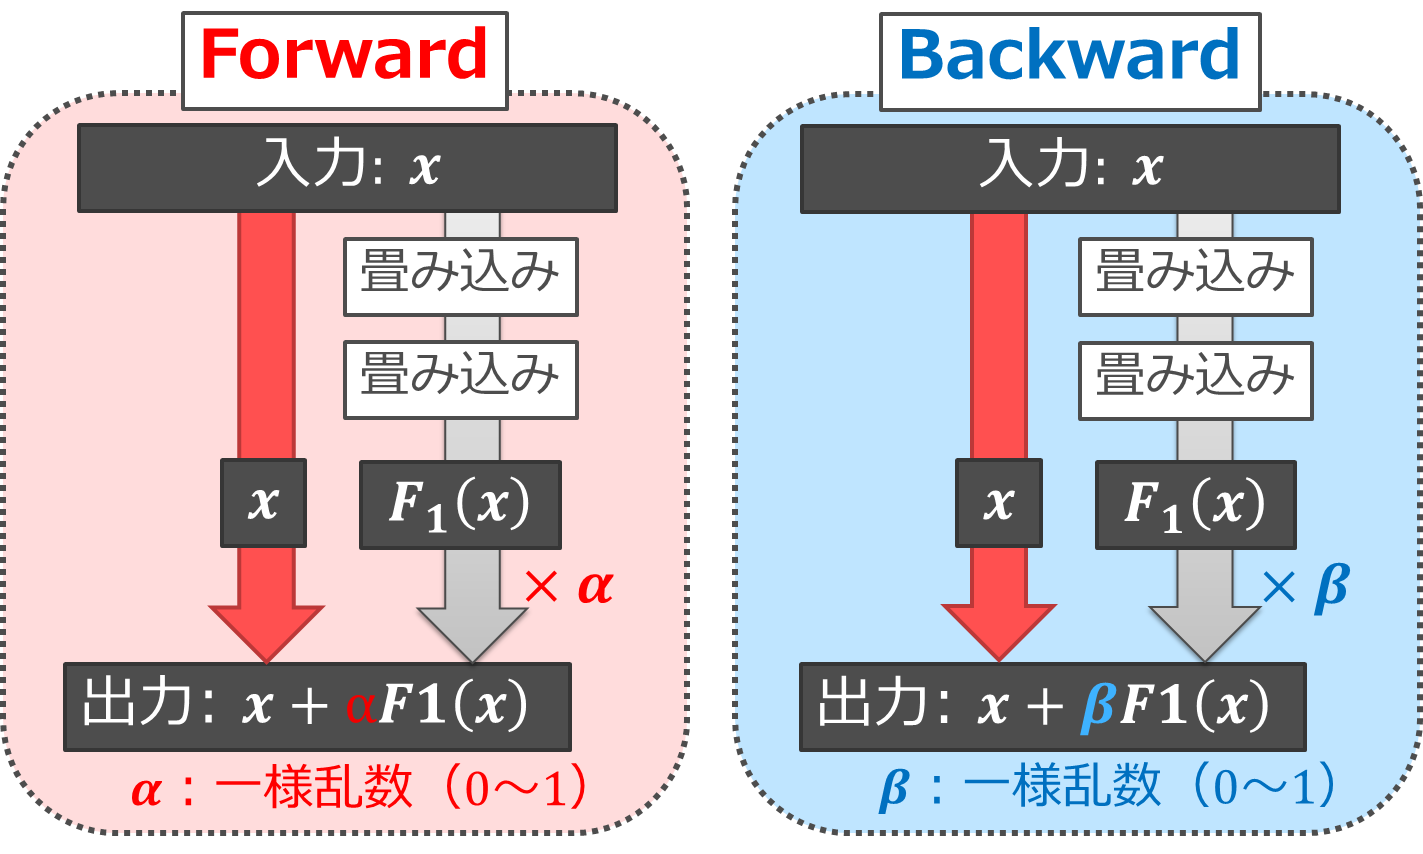 Forward
入力: x
畳み込み
畳み込み
x
F₁(x)
× α
出力: x + αF1(x)
α：一様乱数（0～1）
Backward
入力: x
畳み込み
畳み込み
x
F₁(x)
× β
出力: x + βF1(x)
β：一様乱数（0～1）